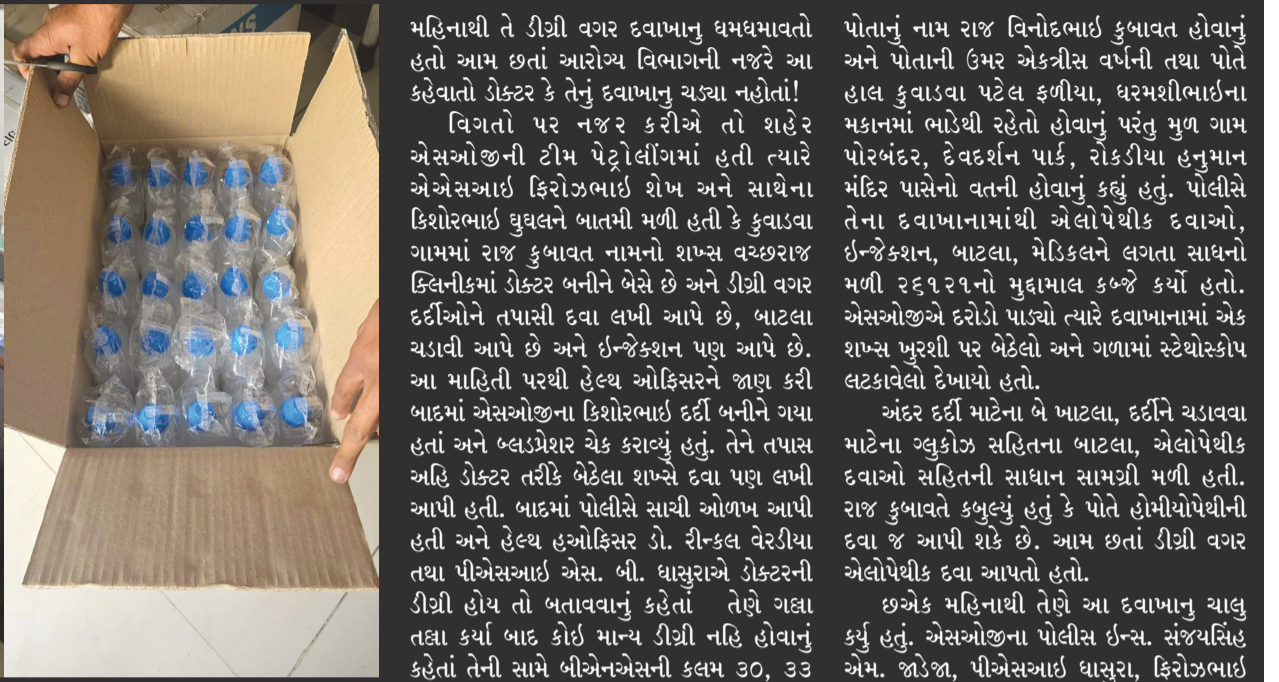 મહિનાથી તે ડીગ્રી વગર દવાખાનુ ધમધમાવતો
હતો આમ છતાં આરોગ્ય વિભાગની નજરે આ
કહેવાતો ડોક્ટર કે તેનું દવાખાનુ ચડ્યા નહોતાં!
વિગતો પર નજર કરીએ તો શહેર
એસઓજીની ટીમ પેટ્રોલીંગમાં હતી ત્યારે
એએસઆઇ ફિરોઝભાઇ શેખ અને સાથેના
કિશોરભાઇ ઘુઘલને બાતમી મળી હતી કે કુવાડવા
ગામમાં રાજ કુબાવત નામનો શખ્સ વચ્છરાજ
ક્લિનીકમાં ડોક્ટર બનીને બેસે છે અને ડીગ્રી વગર
દર્દીઓને તપાસી દવા લખી આપે છે, બાટલા
ચડાવી આપે છે અને ઇન્જેક્શન પણ આપે છે.
આ માહિતી પરથી હેલ્થ ઓફિસરને જાણ કરી
બાદમાં એસઓજીના કિશોરભાઇ દર્દી બનીને ગયા
હતાં અને બ્લડપ્રેશર ચેક કરાવ્યું હતું. તેને તપાસ
અહિ ડોક્ટર તરીકે બેઠેલા શખ્સે દવા પણ લખી
આપી હતી. બાદમાં પોલીસે સાચી ઓળખ આપી
હતી અને હેલ્થ હઓફિસર ડો. રીન્કલ વેરડીયા
તથા પીએસઆઇ એસ. બી. ઘાસુરાએ ડોક્ટરની
ડીગ્રી હોય તો બતાવવાનું કહેતાં તેણે ગલ્લા
તલ્લા કર્યા બાદ કોઇ માન્ય ડીગ્રી નહિ હોવાનું
કહેતાં તેની સામે બીએનએસની કલમ ૩૦, ૩૩
પોતાનું નામ રાજ વિનોદભાઇ કુબાવત હોવાનું
અને પોતાની ઉમર એકત્રીસ વર્ષની તથા પોતે
હાલ કુવાડવા પટેલ ફળીયા, ધરમશીભાઇના
મકાનમાં ભાડેથી રહેતો હોવાનું પરંતુ મુળ ગામ
પોરબંદર, દેવદર્શન પાર્ક, રોકડીયા હનુમાન
મંદિર પાસેનો વતની હોવાનું કહ્યું હતું. પોલીસે
તેના દવાખાનામાંથી એલોપેથીક દવાઓ,
ઇન્જેક્શન, બાટલા, મેડિકલને લગતા સાધનો
મળી ૨૬૧૨૧નો મુદ્દામાલ કબ્જે કર્યો હતો.
એસઓજીએ દરોડો પાડ્યો ત્યારે દવાખાનામાં એક
શખ્સ ખુરશી પર બેઠેલો અને ગળામાં સ્ટેથોસ્કોપ
લટકાવેલો દેખાયો હતો.
અંદર દર્દી માટેના બે ખાટલા, દર્દીને ચડાવવા
માટેના ગ્લુકોઝ સહિતના બાટલા, એલોપેથીક
દવાઓ સહિતની સાધાન સામગ્રી મળી હતી.
રાજ કુબાવતે કબુલ્યું હતું કે પોતે હોમીયોપેથીની
દવા જ આપી શકે છે. આમ છતાં ડીગ્રી વગર
એલોપેથીક દવા આપતો હતો.
છએક મહિનાથી તેણે આ દવાખાનુ ચાલુ
કર્યુ હતું. એસઓજીના પોલીસ ઇન્સ. સંજયસિંહ
એમ. જાડેજા, પીએસઆઇ ઘાસુરા, ફિરોઝભાઇ